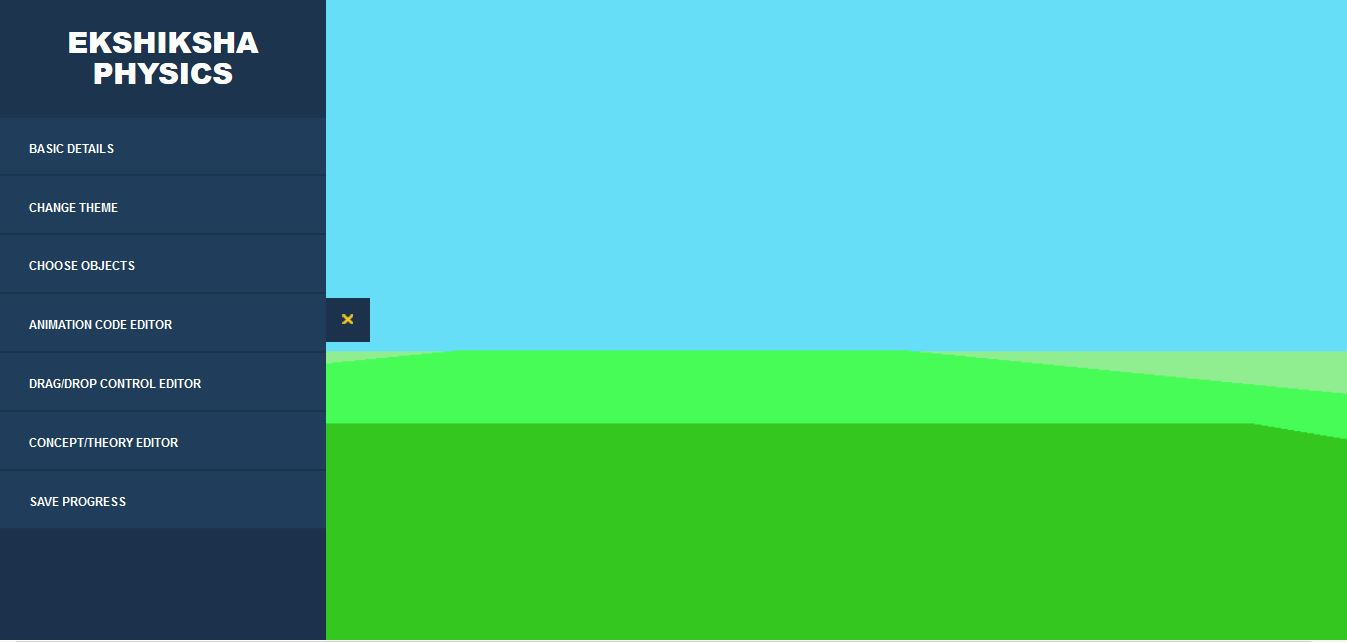 EKSHIKSHA
PHYSICS
BASIC DETAILS
CHANGE THEME
CHOOSE OBJECTS
ANIMATION CODE EDITOR
DRAG/DROP CONTROL EDITOR
CONCEPT/THEORY EDITOR
SAVE PROGRESS